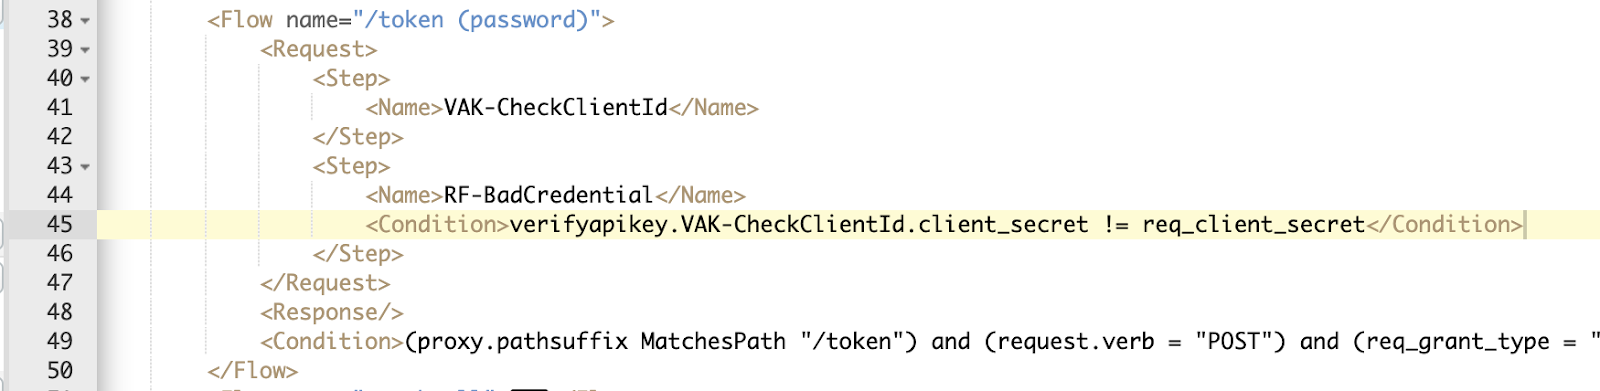 38 <Flow name="/token (password)">
39 <Request>
40 <Step>
41 <Name>VAK-CheckClientId</Name>
42 </Step>
43 <Step>
44 <Name>RF-BadCredential</Name>
45 <Condition>verifyapikey.VAK-CheckClientId.client_secret != req_client_secret</Condition>
46 </Step>
47 </Request>
48 <Response/>
49 <Condition>(proxy.pathsuffix MatchesPath "/token") and (request.verb = "POST") and (req_grant_type = "
50 </Flow>